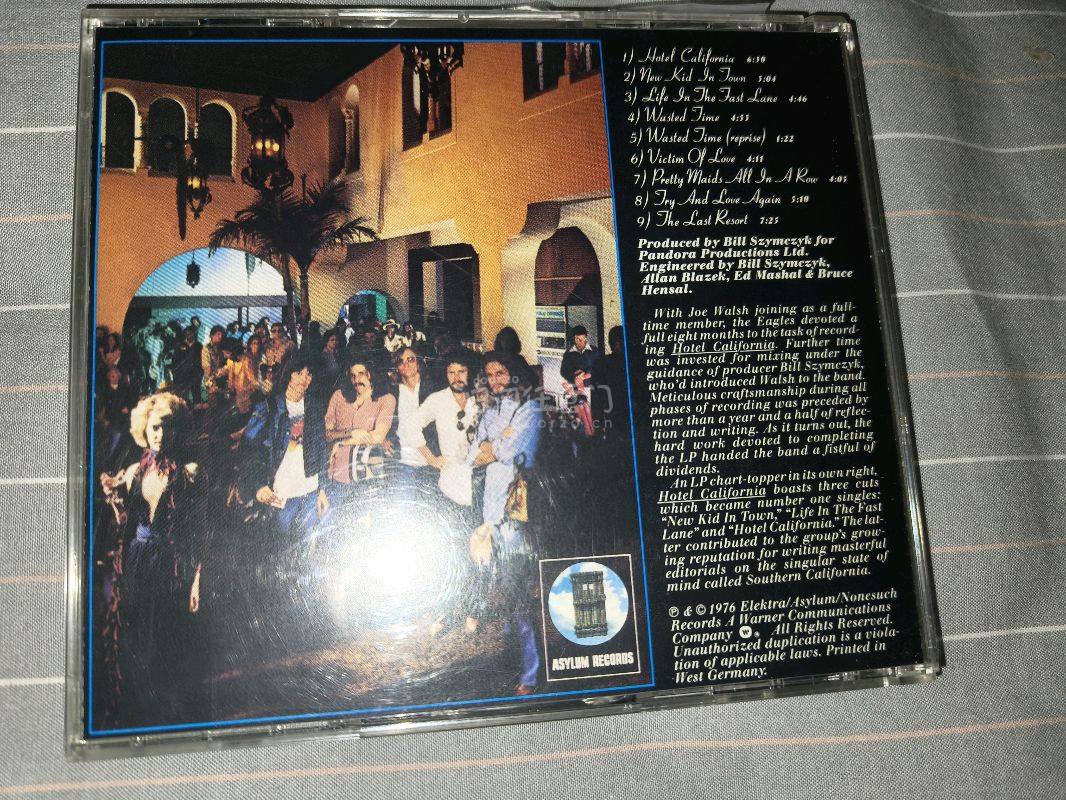 1) Hotel California 6:30
2) New Kid In Town 5:04
3) Life In The Fast Lane 4:46
4) Wasted Time 4:55
5) Wasted Time (reprise) 1:22
6) Victim Of Love 4:11
7) Pretty Maids All In A Row 4:05
8) Try And Love Again 5:10
9) The Last Resort 7:25
Produced by Bill Szymczyk for
Pandora Productions Ltd.
Engineered by Bill Szymczyk,
Allan Blazek, Ed Mashal & Bruce
Hensal.
With Joe Walsh joining as a full-
time member, the Eagles devoted a
full eight months to the task of record-
ing Hotel California. Further time
was invested for mixing under the
guidance of producer Bill Szymczyk,
who'd introduced Walsh to the band.
Meticulous craftsmanship during all
phases of recording was preceded by
more than a year and a half of reflec-
tion and writing. As it turns out, the
hard work devoted to completing
the LP handed the band a fistful of
dividends.
An LP chart-topper in its own right,
Hotel California boasts three cuts
which became number one singles:
"New Kid In Town," "Life In The Fast
Lane" and "Hotel California." The lat-
ter contributed to the group's grow-
ing reputation for writing masterful
editorials on the singular state of
mind called Southern California.
℗ & © 1976 Elektra/Asylum/Nonesuch
Records A Warner Communications
Company W ®. All Rights Reserved.
Unauthorized duplication is a viola-
tion of applicable laws. Printed in
West Germany.
ASYLUM RECORDS